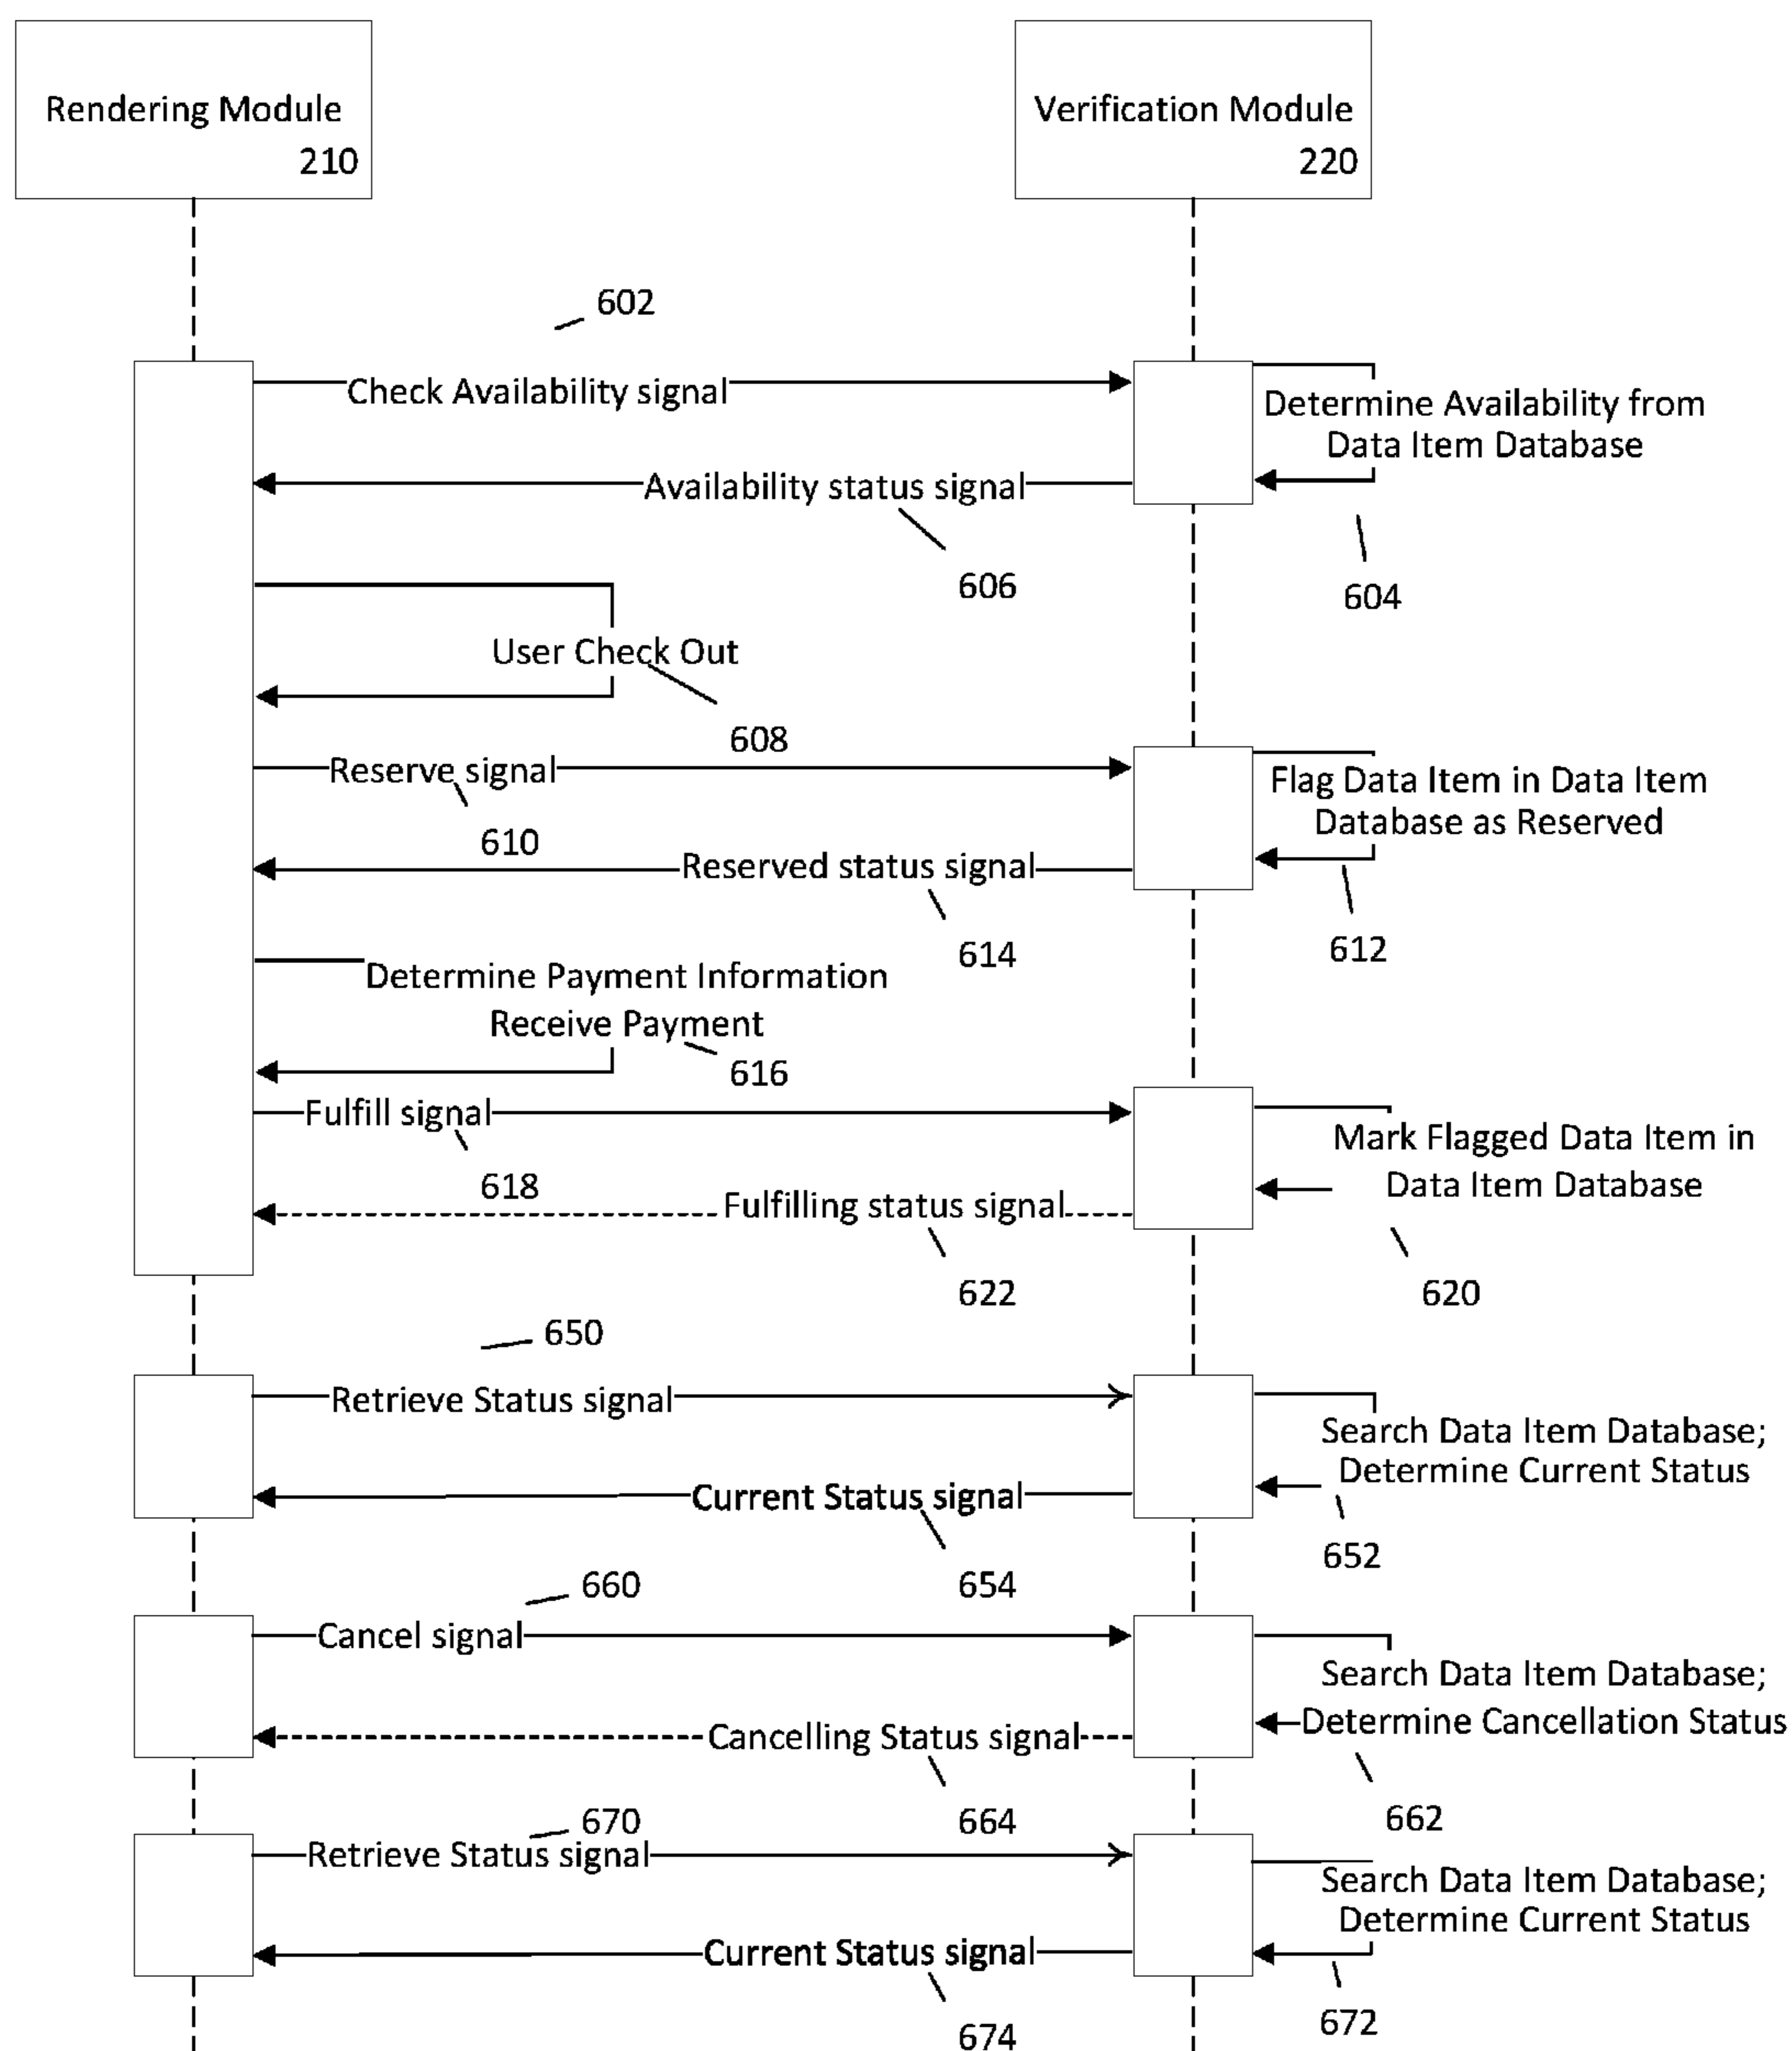 Rendering Module
210
Verification Module
220
602
Check Availability signal
Determine Availability from
Data Item Database
Availability status signal
606
604
User Check Out
608
Reserve signal
Flag Data Item in Data Item
Database as Reserved
610
Reserved status signal
614
612
Determine Payment Information
Receive Payment
616
Fulfill signal
Mark Flagged Data Item in
Data Item Database
618
Fulfilling status signal
622
620
650
Retrieve Status signal
Search Data Item Database;
Determine Current Status
Current Status signal
652
654
660
Cancel signal
Search Data Item Database;
Determine Cancellation Status
Cancelling Status signal
664
662
670
Retrieve Status signal
Search Data Item Database;
Determine Current Status
Current Status signal
672
674